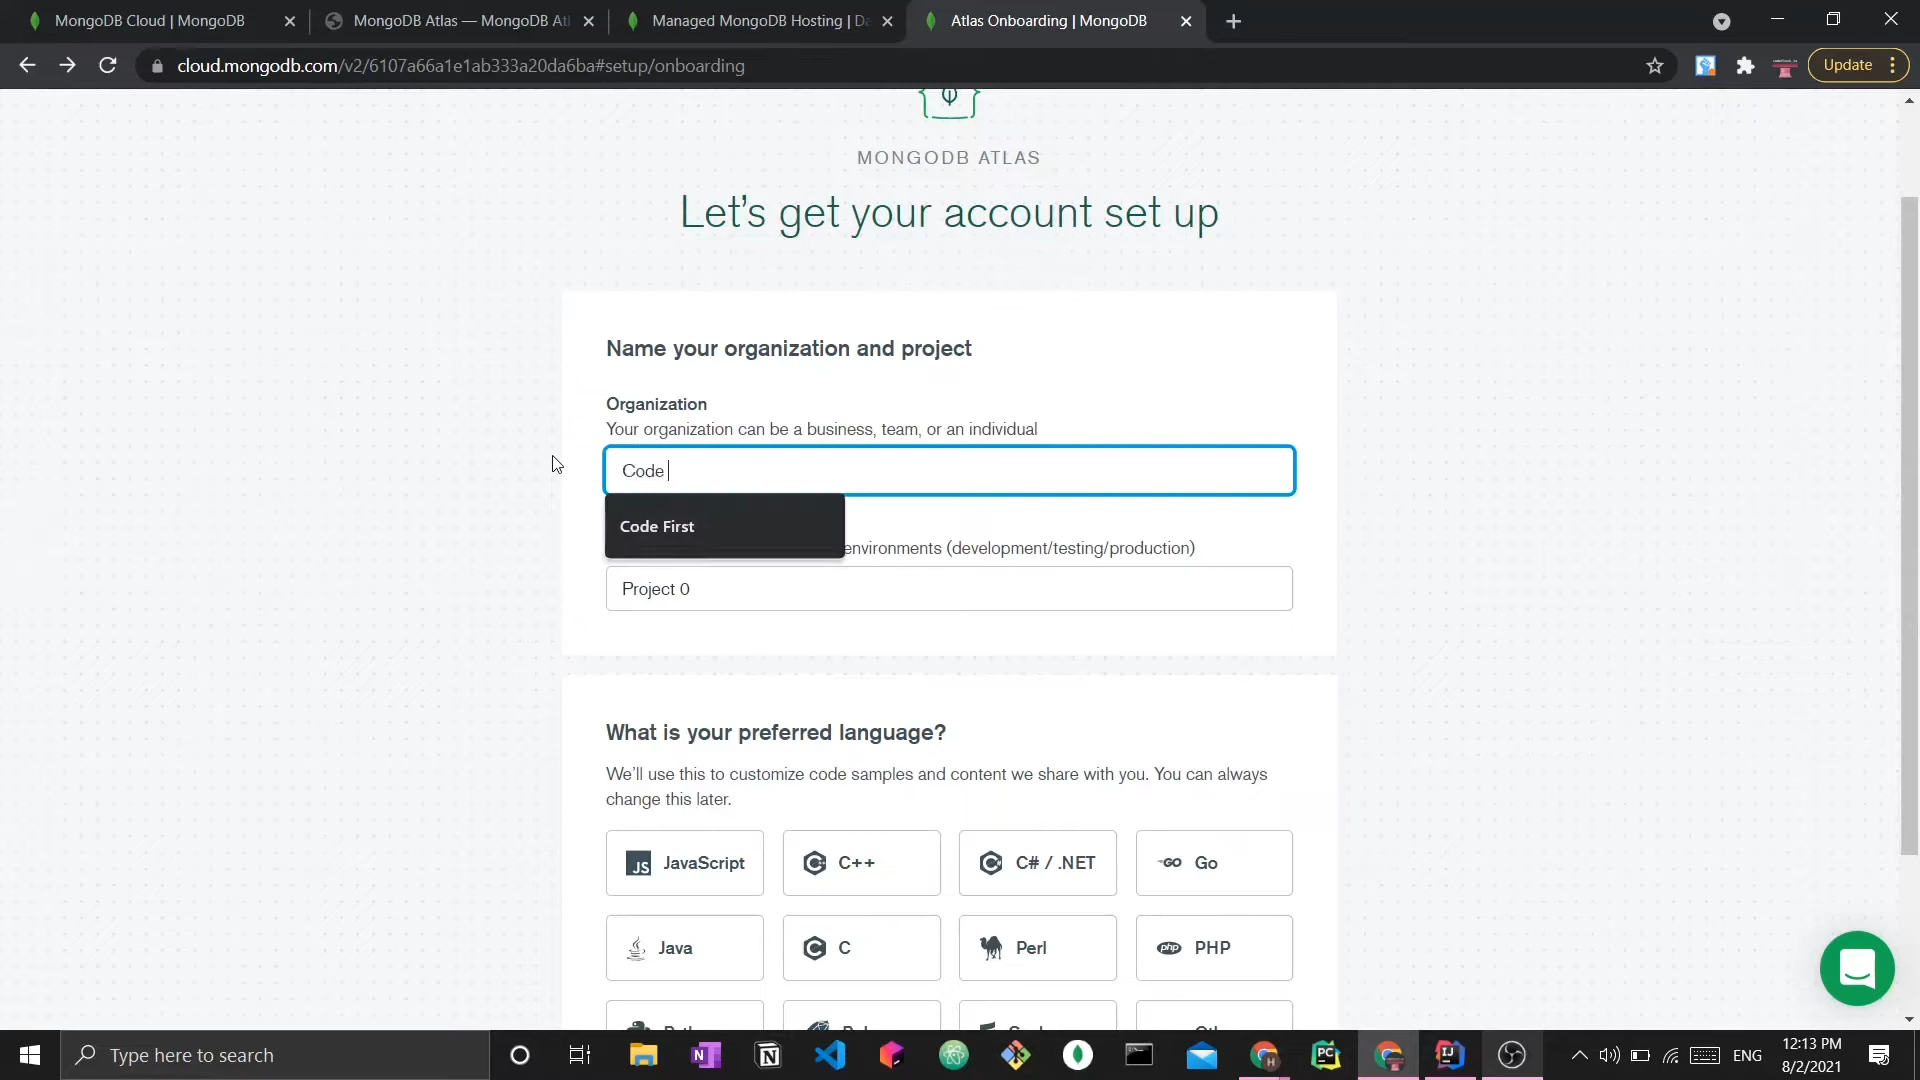 MongoDB Cloud | MongoDB
MongoDB Atlas — MongoDB Atl
Managed MongoDB Hosting | Da
Atlas Onboarding | MongoDB
cloud.mongodb.com/v2/6107a66a1e1ab333a20da6ba#setup/onboarding
Update
MONGODB ATLAS
Let's get your account set up
Name your organization and project
Organization
Your organization can be a business, team, or an individual
Code
Code First
environments (development/testing/production)
Project 0
What is your preferred language?
We'll use this to customize code samples and content we share with you. You can always
change this later.
JS JavaScript
C++
C# / .NET
GO Go
Java
C C
Perl
php PHP
Type here to search
ENG
12:13 PM
8/2/2021